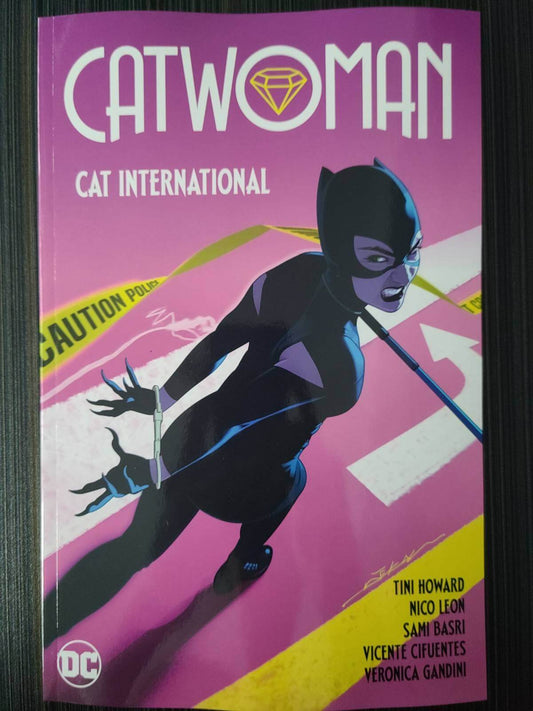 CATWOMAN
CAT INTERNATIONAL
CAUTION POLICE
T C
TINI HOWARD
NICO LEON
SAMI BASRI
VICENTE CIFUENTES
VERONICA GANDINI
DC